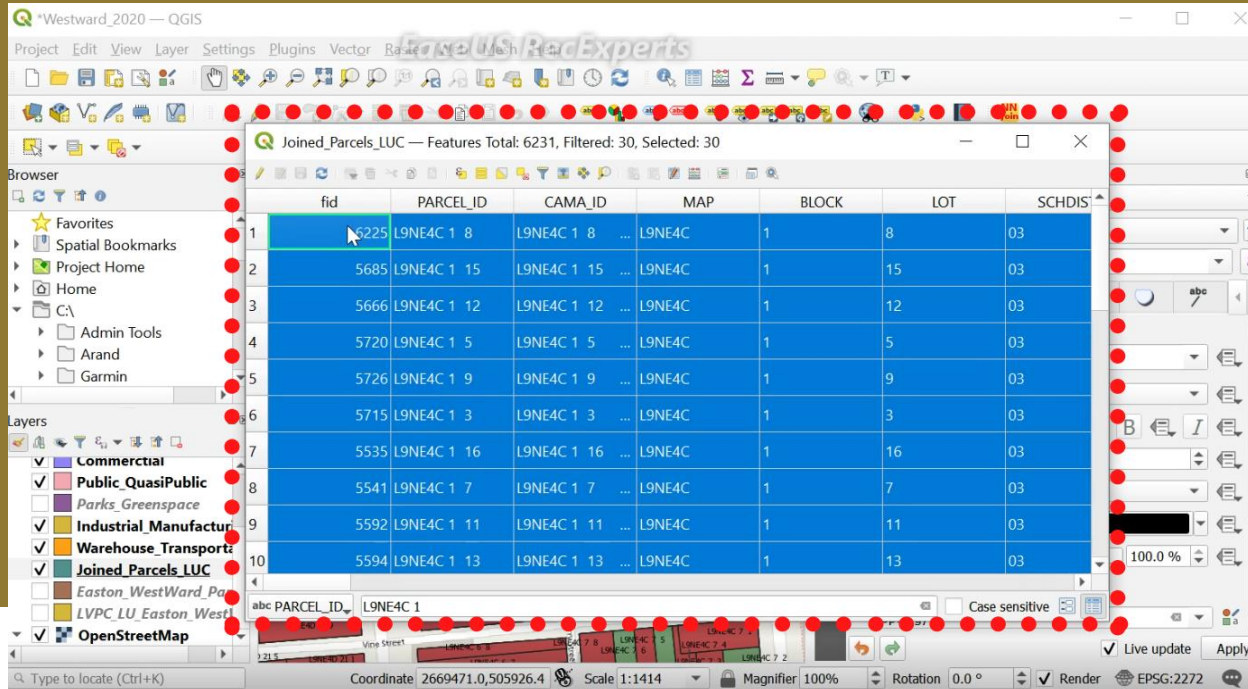 *Westward_2020 — QGIS
Project Edit View Layer Settings Plugins Vector Raster Web Mesh Help
EaseUS RecExperts
Joined_Parcels_LUC — Features Total: 6231, Filtered: 30, Selected: 30
Browser
fid PARCEL_ID CAMA_ID MAP BLOCK LOT SCHDIS
Favorites
1 6225 L9NE4C 1 8 L9NE4C 1 8 ... L9NE4C 1 8 03
Spatial Bookmarks
Project Home
2 5685 L9NE4C 1 15 L9NE4C 1 15 ... L9NE4C 1 15 03
Home
3 5666 L9NE4C 1 12 L9NE4C 1 12 ... L9NE4C 1 12 03
C:\
Admin Tools
4 5720 L9NE4C 1 5 L9NE4C 1 5 ... L9NE4C 1 5 03
Arand
Garmin
5 5726 L9NE4C 1 9 L9NE4C 1 9 ... L9NE4C 1 9 03
6 5715 L9NE4C 1 3 L9NE4C 1 3 ... L9NE4C 1 3 03
Layers
7 5535 L9NE4C 1 16 L9NE4C 1 16 ... L9NE4C 1 16 03
Commerctial
Public_QuasiPublic
8 5541 L9NE4C 1 7 L9NE4C 1 7 ... L9NE4C 1 7 03
Parks_Greenspace
Industrial_Manufactur
9 5592 L9NE4C 1 11 L9NE4C 1 11 ... L9NE4C 1 11 03
Warehouse_Transporta
10 5594 L9NE4C 1 13 L9NE4C 1 13 ... L9NE4C 1 13 03
100.0 %
Joined_Parcels_LUC
Easton_WestWard_Pa
abc PARCEL_ID L9NE4C 1 Case sensitive
LVPC_LU_Easton_West
OpenStreetMap
Vine Street
L9NE4C 7 2
Live update Apply
Type to locate (Ctrl+K) Coordinate 2669471.0,505926.4 Scale 1:1414 Magnifier 100% Rotation 0.0 ° Render EPSG:2272